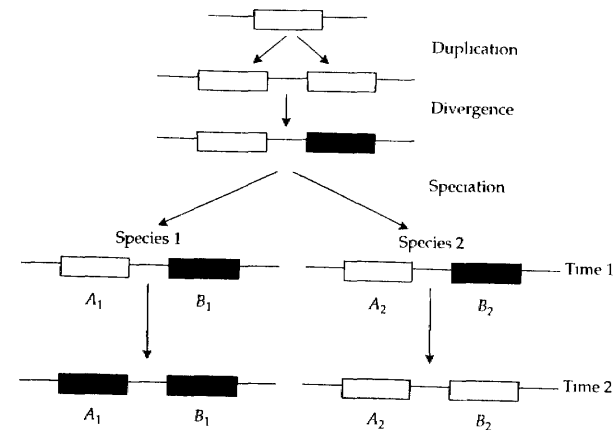 Duplication
Divergence
Speciation
Species 1
Species 2
Time 1
A1
B1
A2
B2
Time 2
A1
B1
A2
B2